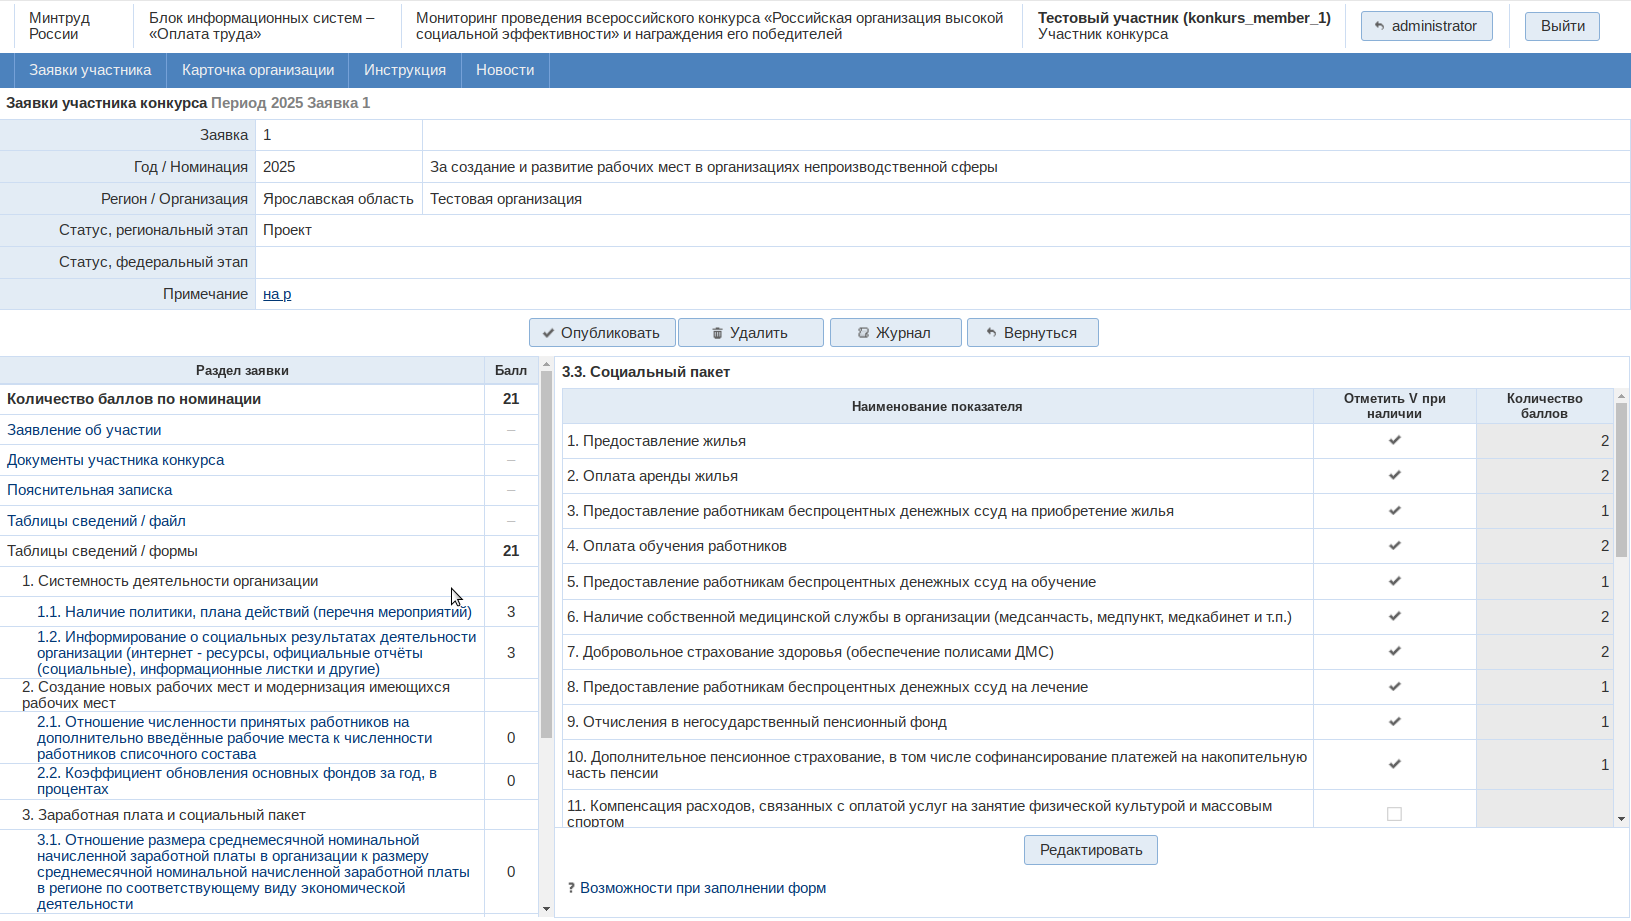 Минтруд
России
Блок информационных систем –
«Оплата труда»
Мониторинг проведения всероссийского конкурса «Российская организация высокой
социальной эффективности» и награждения его победителей
Тестовый участник (konkurs_member_1)
Участник конкурса
administrator
Выйти
Заявки участника
Карточка организации
Инструкция
Новости
Заявки участника конкурса Период 2025 Заявка 1
Заявка 1
Год / Номинация 2025 За создание и развитие рабочих мест в организациях непроизводственной сферы
Регион / Организация Ярославская область Тестовая организация
Статус, региональный этап Проект
Статус, федеральный этап
Примечание на р
Опубликовать
Удалить
Журнал
Вернуться
Раздел заявки Балл
Количество баллов по номинации 21
Заявление об участии –
Документы участника конкурса –
Пояснительная записка –
Таблицы сведений / файл –
Таблицы сведений / формы 21
1. Системность деятельности организации
1.1. Наличие политики, плана действий (перечня мероприятий) 3
1.2. Информирование о социальных результатах деятельности
организации (интернет - ресурсы, официальные отчёты 3
(социальные), информационные листки и другие)
2. Создание новых рабочих мест и модернизация имеющихся
рабочих мест
2.1. Отношение численности принятых работников на
дополнительно введённые рабочие места к численности 0
работников списочного состава
2.2. Коэффициент обновления основных фондов за год, в
процентах 0
3. Заработная плата и социальный пакет
3.1. Отношение размера среднемесячной номинальной
начисленной заработной платы в организации к размеру
среднемесячной номинальной начисленной заработной платы 0
в регионе по соответствующему виду экономической
деятельности
3.3. Социальный пакет
Наименование показателя
Отметить V при
наличии
Количество
баллов
1. Предоставление жилья 2
2. Оплата аренды жилья 2
3. Предоставление работникам беспроцентных денежных ссуд на приобретение жилья 1
4. Оплата обучения работников 2
5. Предоставление работникам беспроцентных денежных ссуд на обучение 1
6. Наличие собственной медицинской службы в организации (медсанчасть, медпункт, медкабинет и т.п.) 2
7. Добровольное страхование здоровья (обеспечение полисами ДМС) 2
8. Предоставление работникам беспроцентных денежных ссуд на лечение 1
9. Отчисления в негосударственный пенсионный фонд 1
10. Дополнительное пенсионное страхование, в том числе софинансирование платежей на накопительную
часть пенсии 1
11. Компенсация расходов, связанных с оплатой услуг на занятие физической культурой и массовым
спортом
Редактировать
? Возможности при заполнении форм